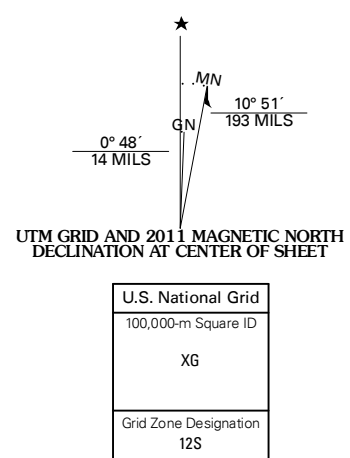 MN
10° 51´
193 MILS
GN
0° 48´
14 MILS
UTM GRID AND 2011 MAGNETIC NORTH
DECLINATION AT CENTER OF SHEET
U.S. National Grid
100,000-m Square ID
XG
Grid Zone Designation
12S